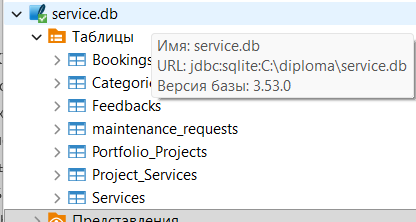 service.db
Таблицы
Имя: service.db
URL: jdbc:sqlite:C:\diploma\service.db
Версия базы: 3.53.0
Bookings
Categorie
Feedbacks
maintenance_requests
Portfolio_Projects
Project_Services
Services
Представления